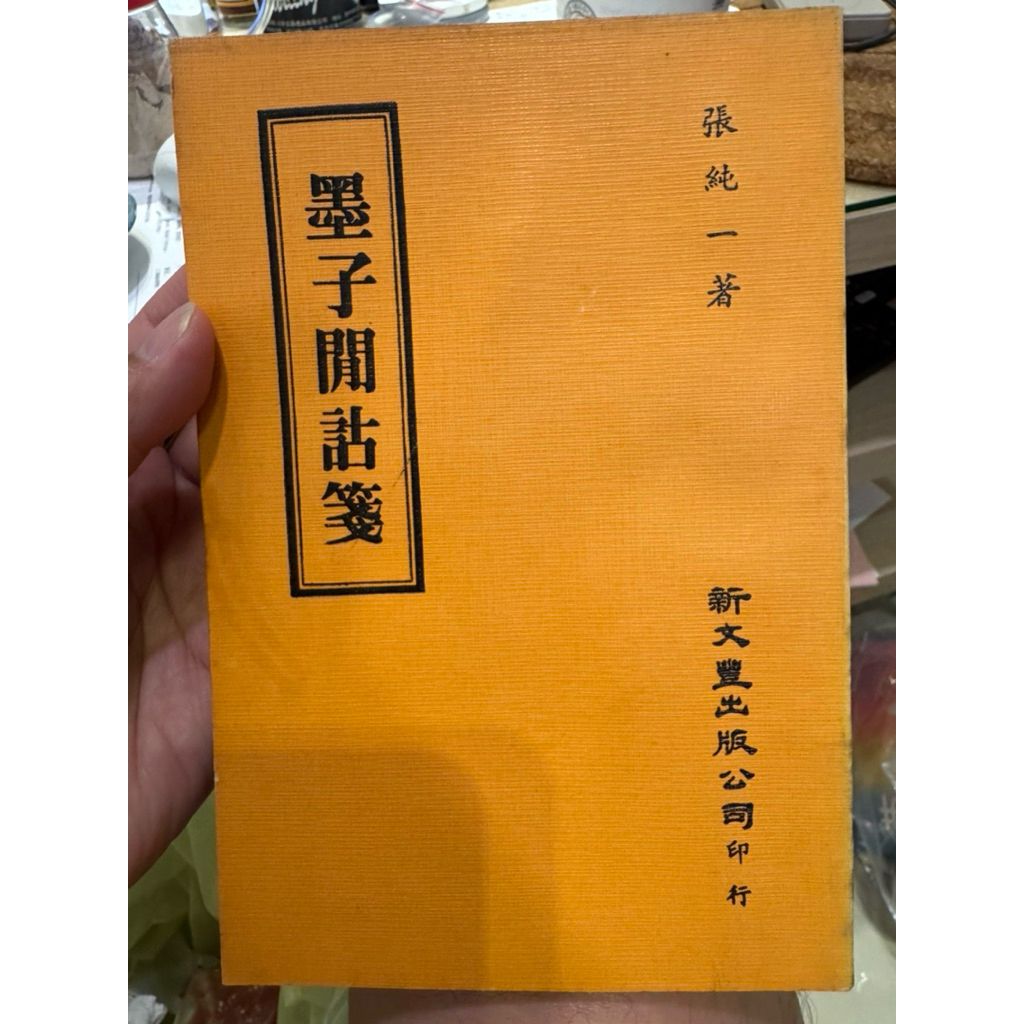 張純一著
墨子閒詁箋
新文豐出版公司印行